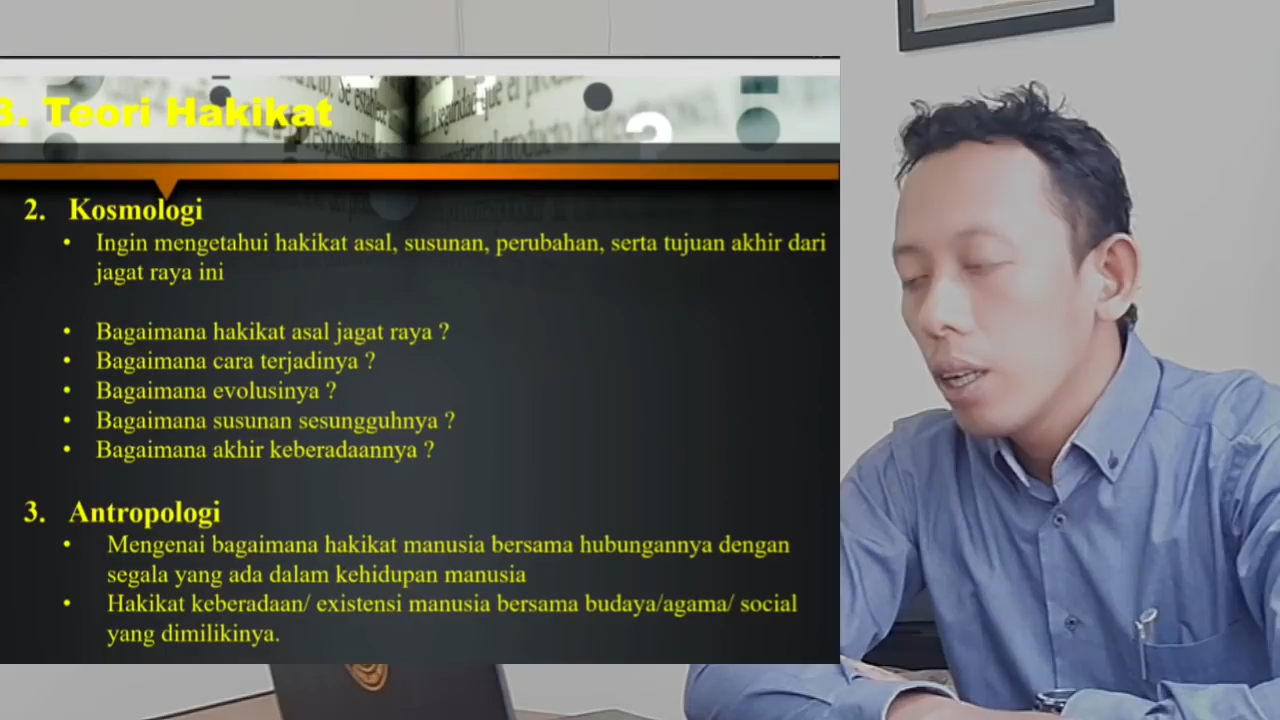 3. Teori Hakikat
2. Kosmologi
• Ingin mengetahui hakikat asal, susunan, perubahan, serta tujuan akhir dari
jagat raya ini
• Bagaimana hakikat asal jagat raya ?
• Bagaimana cara terjadinya ?
• Bagaimana evolusinya ?
• Bagaimana susunan sesungguhnya ?
• Bagaimana akhir keberadaannya ?
3. Antropologi
• Mengenai bagaimana hakikat manusia bersama hubungannya dengan
segala yang ada dalam kehidupan manusia
• Hakikat keberadaan/ existensi manusia bersama budaya/agama/ social
yang dimilikinya.